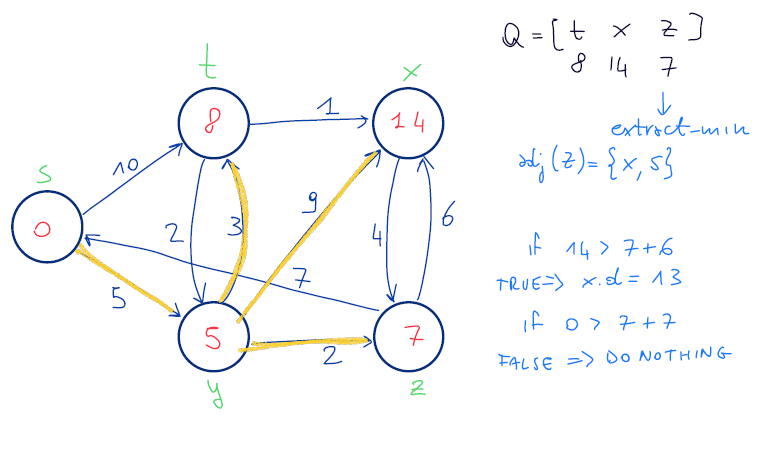 Q = [ t x z ]
8 14 7
extract-min
adj(z) = {x, s}
if 14 > 7+6
TRUE => x.d = 13
if 0 > 7+7
FALSE => DO NOTHING
t
x
8
1
14
10
s
0
2
3
9
4
6
7
5
5
2
7
y
z